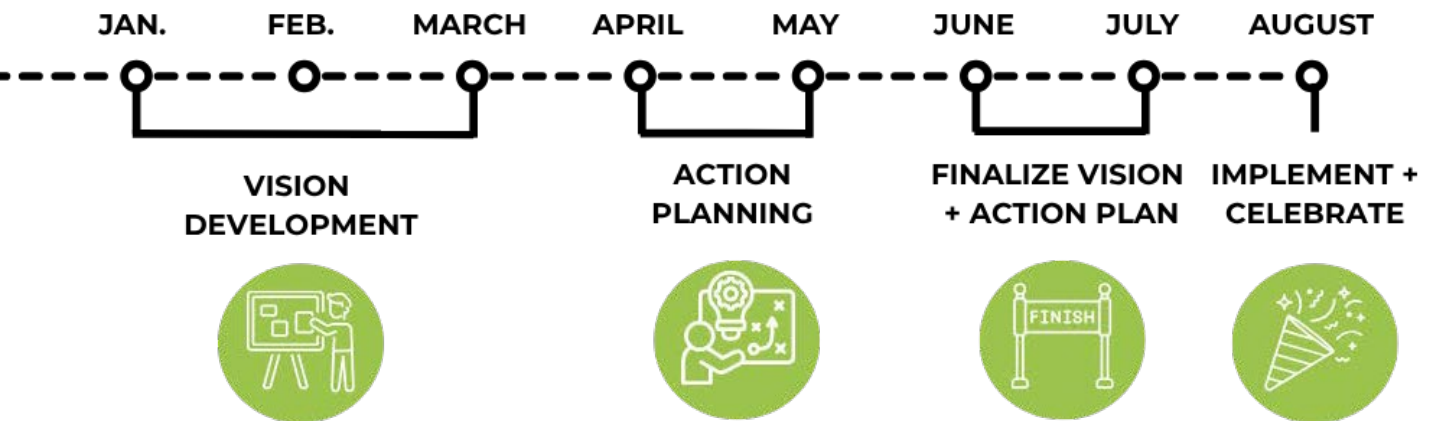 JAN. FEB. MARCH APRIL MAY JUNE JULY AUGUST
VISION
DEVELOPMENT
ACTION
PLANNING
FINALIZE VISION
+ ACTION PLAN
IMPLEMENT +
CELEBRATE
FINISH